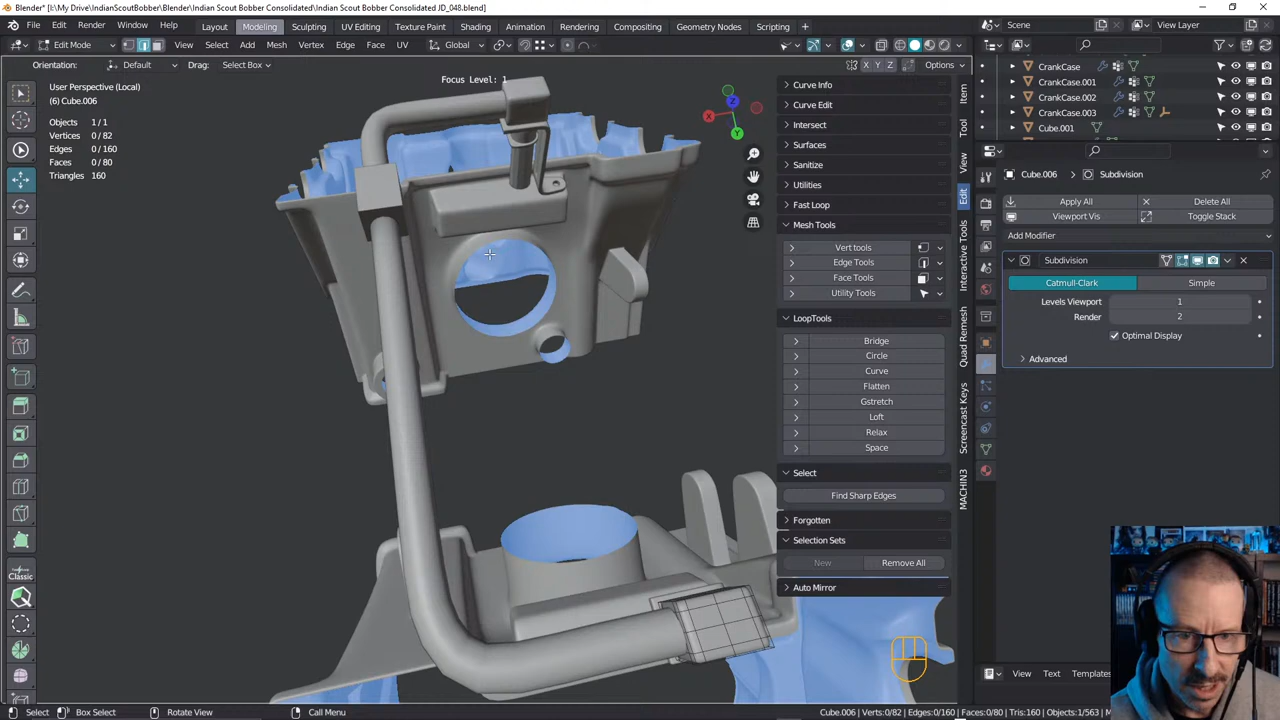 Blender* [I:\My Drive\IndianScoutBobber\Blender\Indian Scout Bobber Consolidated\Indian Scout Bobber Consolidated JD_048.blend]
File Edit Render Window Help Layout Modeling Sculpting UV Editing Texture Paint Shading Animation Rendering Compositing Geometry Nodes Scripting Scene View Layer
Edit Mode View Select Add Mesh Vertex Edge Face UV Global
Orientation: Default Drag: Select Box X Y Z Options
User Perspective (Local)
(6) Cube.006
Focus Level: 1
Objects 1/1
Vertices 0/82
Edges 0/160
Faces 0/80
Triangles 160
X
Y
Z
Curve Info
Curve Edit
Intersect
Surfaces
Sanitize
Utilities
Fast Loop
Mesh Tools
Vert tools
Edge Tools
Face Tools
Utility Tools
LoopTools
Bridge
Circle
Curve
Flatten
Gstretch
Loft
Relax
Space
Select
Find Sharp Edges
Forgotten
Selection Sets
New Remove All
Auto Mirror
Item
Tool
View
Edit
Interactive Tools
Quad Remesh
Screencast Keys
MACHIN3
CrankCase
CrankCase.001
CrankCase.002
CrankCase.003
Cube.001
Cube.006 Subdivision
Apply All Delete All
Viewport Vis Toggle Stack
Add Modifier
Subdivision
Catmull-Clark Simple
Levels Viewport 1
Render 2
Optimal Display
Advanced
View Text Templates
Classic
Select Box Select Rotate View Call Menu Cube.006 | Verts:0/82 | Edges:0/160 | Faces:0/80 | Tris:160 | Objects:1/563